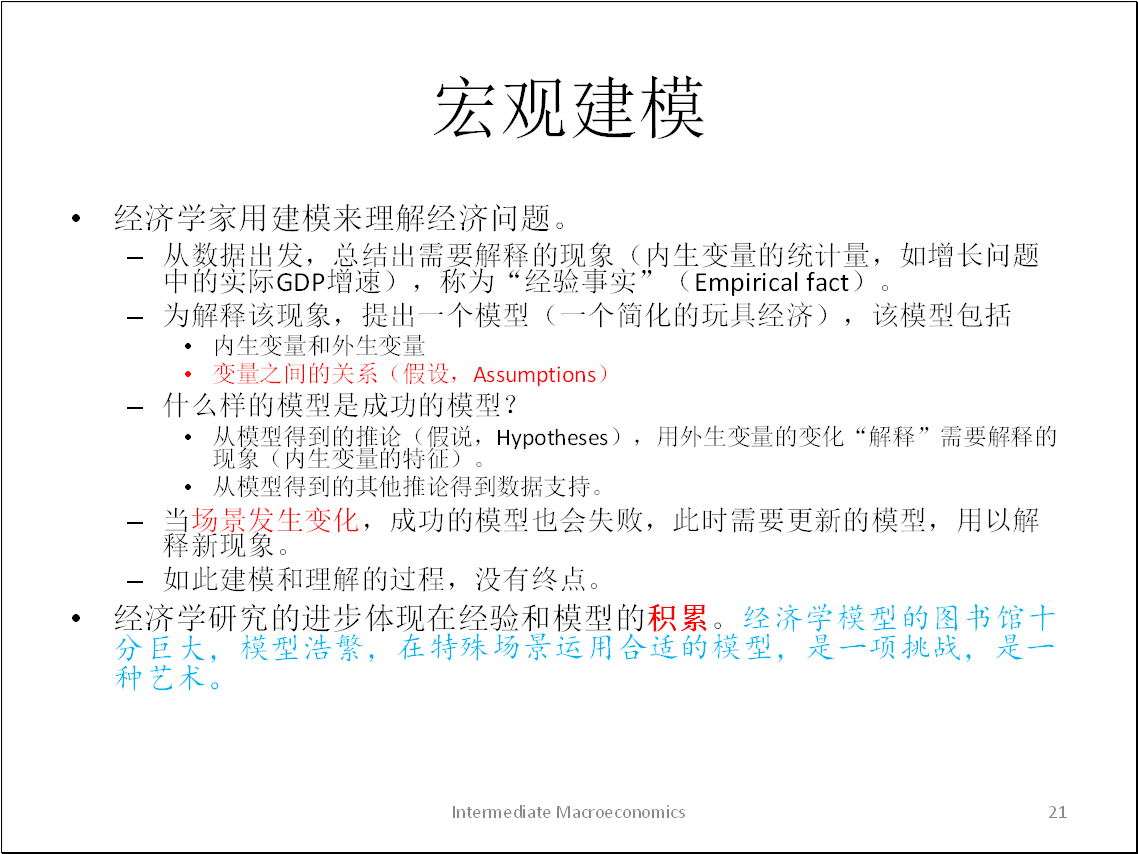 宏观建模
• 经济学家用建模来理解经济问题。
– 从数据出发，总结出需要解释的现象（内生变量的统计量，如增长问题
中的实际GDP增速），称为“经验事实”（Empirical fact）。
– 为解释该现象，提出一个模型（一个简化的玩具经济），该模型包括
• 内生变量和外生变量
• 变量之间的关系（假设，Assumptions）
– 什么样的模型是成功的模型？
• 从模型得到的推论（假说，Hypotheses），用外生变量的变化“解释”需要解释的
现象（内生变量的特征）。
• 从模型得到的其他推论得到数据支持。
– 当场景发生变化，成功的模型也会失败，此时需要更新的模型，用以解
释新现象。
– 如此建模和理解的过程，没有终点。
• 经济学研究的进步体现在经验和模型的积累。经济学模型的图书馆十
分巨大，模型浩繁，在特殊场景运用合适的模型，是一项挑战，是一
种艺术。
Intermediate Macroeconomics
21